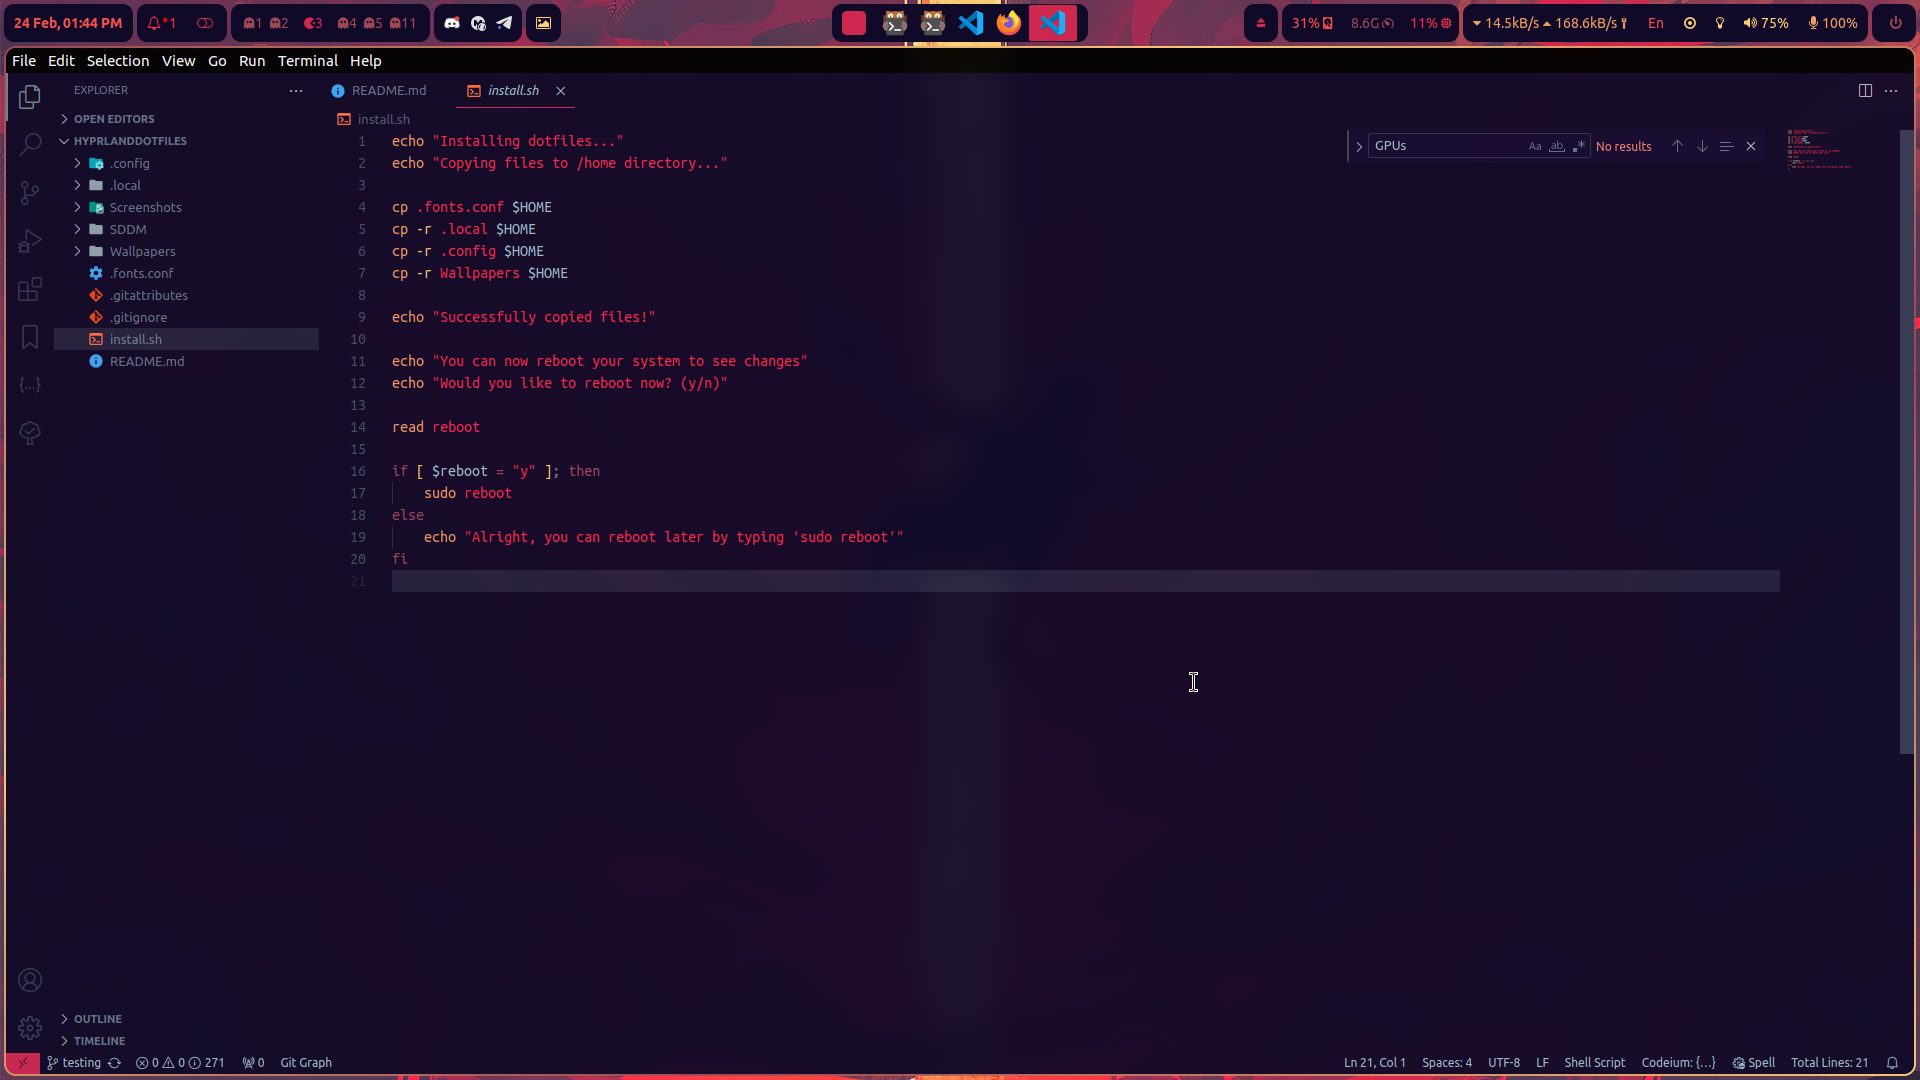 24 Feb, 01:44 PM 1 1 2 3 4 5 11 31% 8.6G 11% 14.5kB/s 168.6kB/s En 75% 100%
File Edit Selection View Go Run Terminal Help
EXPLORER
OPEN EDITORS
HYPRLANDDOTFILES
.config
.local
Screenshots
SDDM
Wallpapers
.fonts.conf
.gitattributes
.gitignore
install.sh
README.md
OUTLINE
TIMELINE
README.md install.sh
install.sh
GPUs Aa ab No results
1 echo "Installing dotfiles..."
2 echo "Copying files to /home directory..."
3
4 cp .fonts.conf $HOME
5 cp -r .local $HOME
6 cp -r .config $HOME
7 cp -r Wallpapers $HOME
8
9 echo "Successfully copied files!"
10
11 echo "You can now reboot your system to see changes"
12 echo "Would you like to reboot now? (y/n)"
13
14 read reboot
15
16 if [ $reboot = "y" ]; then
17 sudo reboot
18 else
19 echo "Alright, you can reboot later by typing 'sudo reboot'"
20 fi
21
testing 0 0 271 0 Git Graph Ln 21, Col 1 Spaces: 4 UTF-8 LF Shell Script Codeium: {...} Spell Total Lines: 21